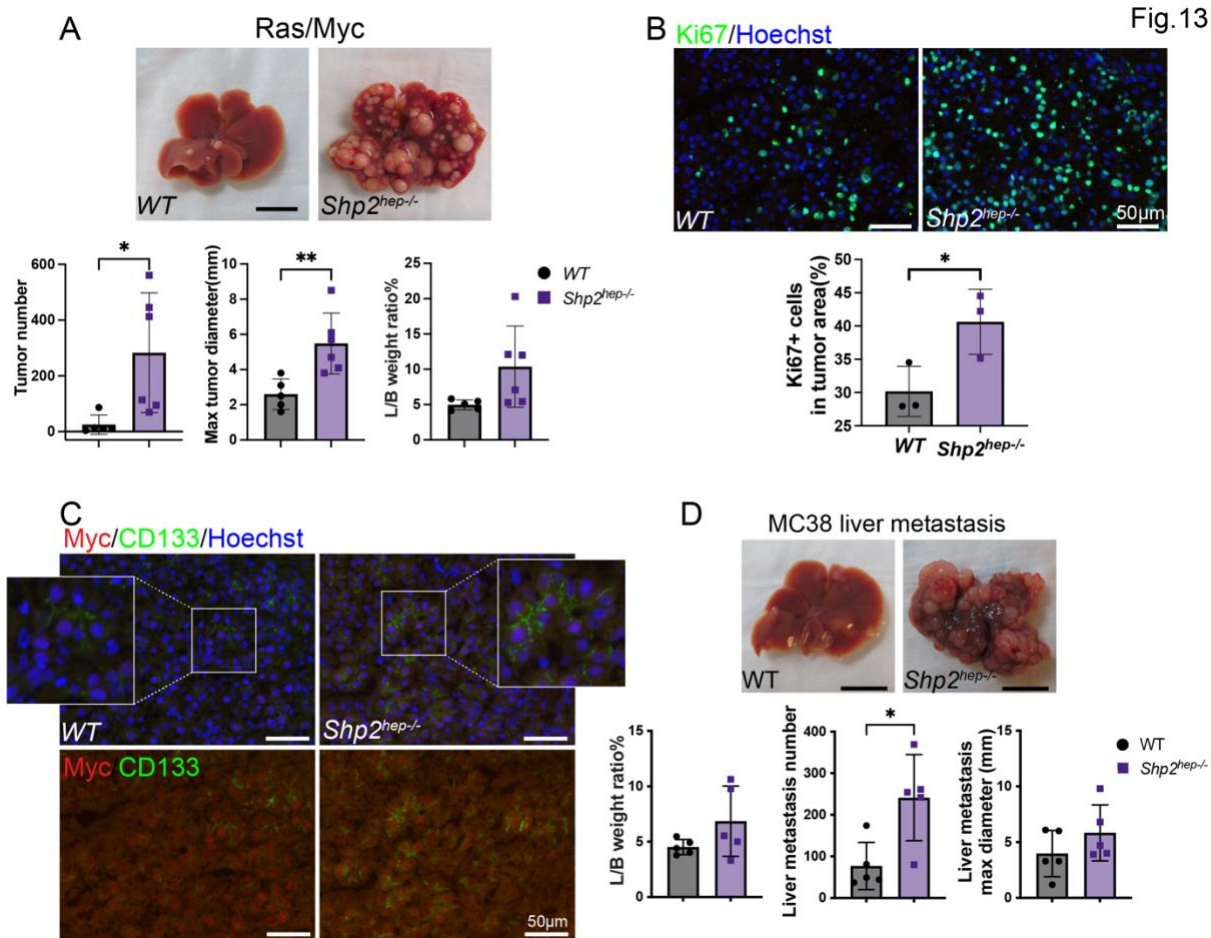 Fig.13
A
Ras/Myc
WT
Shp2hep-/-
*
Tumor number
600
400
200
0
**
Max tumor diameter(mm)
10
8
6
4
2
0
L/B weight ratio%
25
20
15
10
5
0
WT
Shp2hep-/-
B
Ki67/Hoechst
WT
Shp2hep-/-
50μm
*
Ki67+ cells
in tumor area(%)
50
45
40
35
30
25
WT
Shp2hep-/-
C
Myc/CD133/Hoechst
WT
Shp2hep-/-
Myc CD133
50μm
D
MC38 liver metastasis
WT
Shp2hep-/-
L/B weight ratio%
15
10
5
0
*
Liver metastasis number
400
300
200
100
0
Liver metastasis
max diameter (mm)
15
10
5
0
WT
Shp2hep-/-